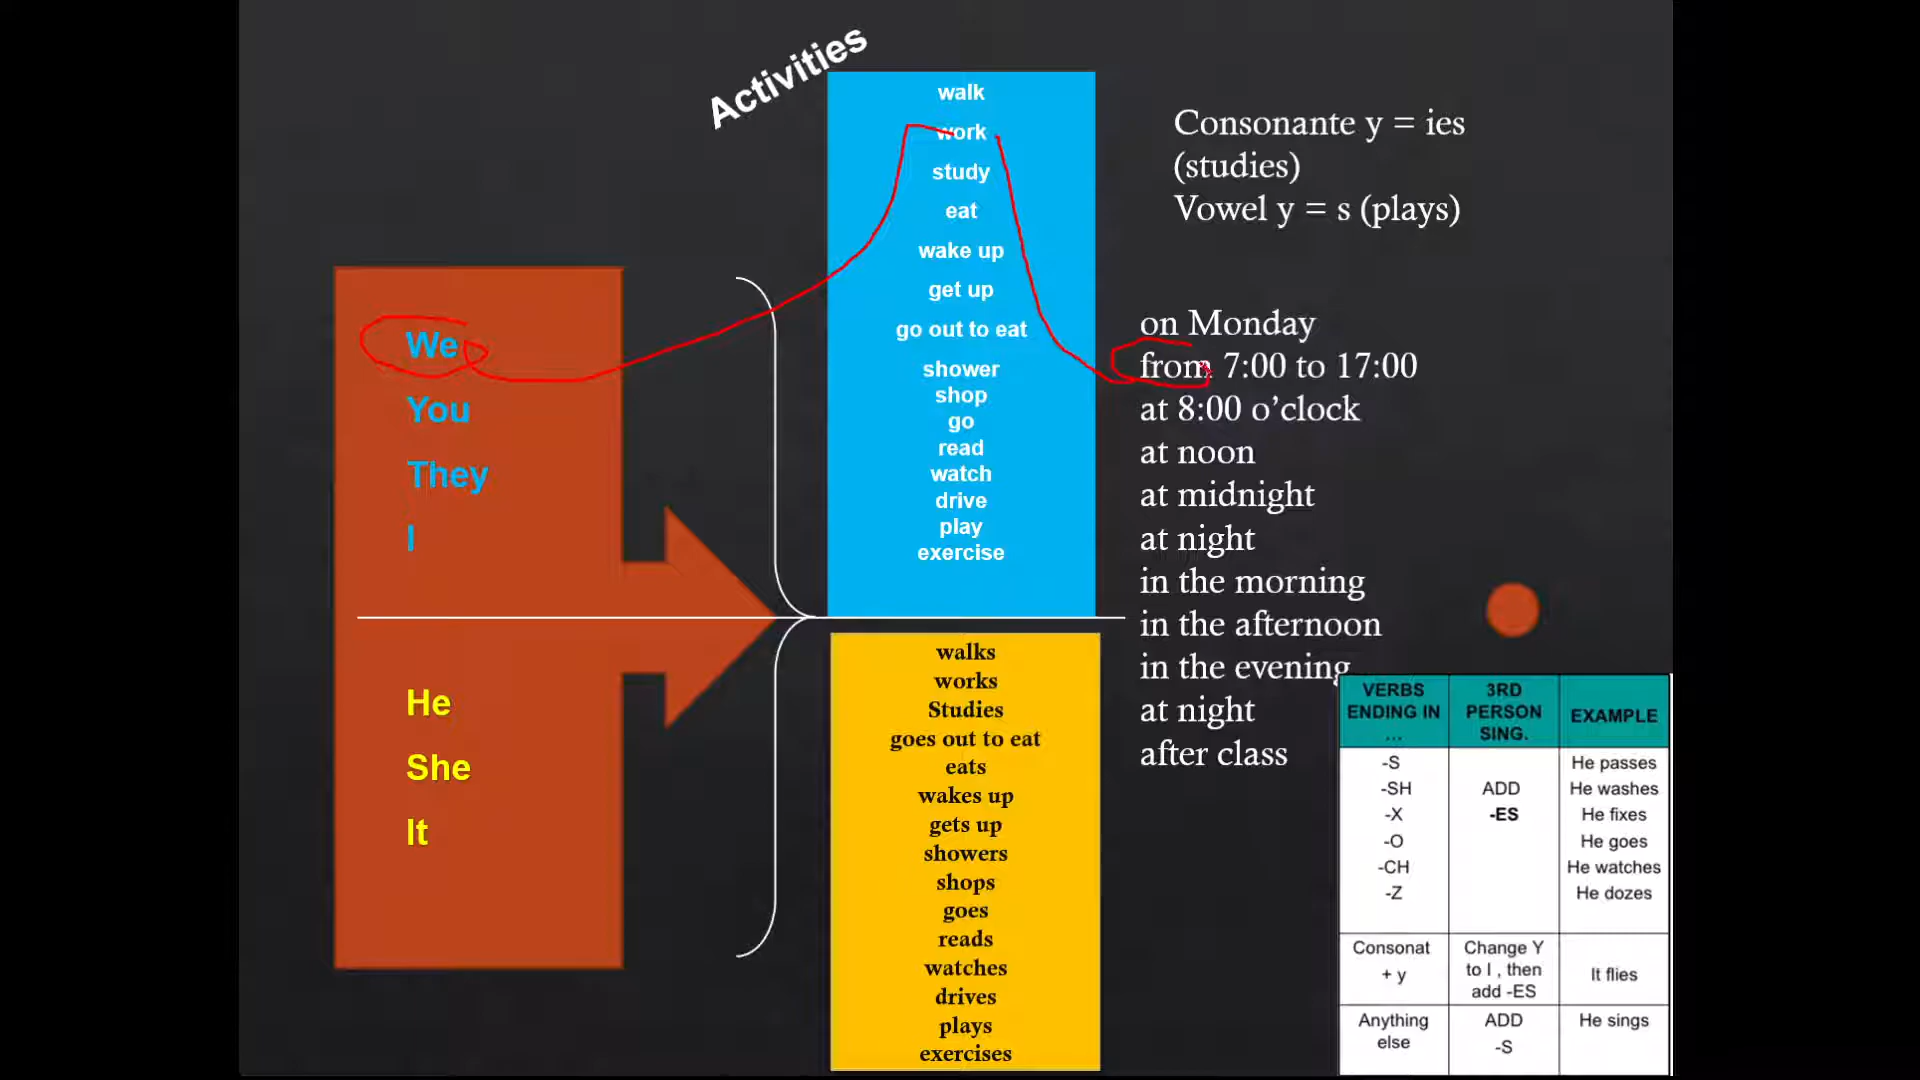 Activities
We
You
They
I
He
She
It
walk
work
study
eat
wake up
get up
go out to eat
shower
shop
go
read
watch
drive
play
exercise
walks
works
Studies
goes out to eat
eats
wakes up
gets up
showers
shops
goes
reads
watches
drives
plays
exercises
Consonante y = ies
(studies)
Vowel y = s (plays)
on Monday
from 7:00 to 17:00
at 8:00 o’clock
at noon
at midnight
at night
in the morning
in the afternoon
in the evening
at night
after class
VERBS ENDING IN ... 3RD PERSON SING. EXAMPLE
-S He passes
-SH ADD He washes
-X -ES He fixes
-O He goes
-CH He watches
-Z He dozes
Consonat Change Y
+ y to I , then It flies
add -ES
Anything ADD He sings
else -S